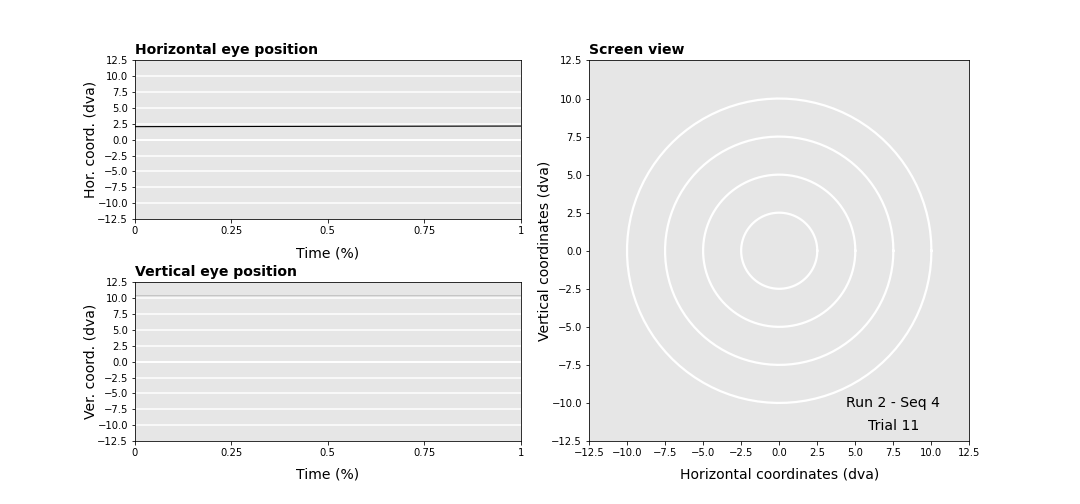 Horizontal eye position
Hor. coord. (dva)
12.5
10.0
7.5
5.0
2.5
0.0
−2.5
−5.0
−7.5
−10.0
−12.5
0 0.25 0.5 0.75 1
Time (%)
Vertical eye position
Ver. coord. (dva)
12.5
10.0
7.5
5.0
2.5
0.0
−2.5
−5.0
−7.5
−10.0
−12.5
0 0.25 0.5 0.75 1
Time (%)
Screen view
Vertical coordinates (dva)
12.5
10.0
7.5
5.0
2.5
0.0
−2.5
−5.0
−7.5
−10.0
−12.5
Run 2 - Seq 4
Trial 11
−12.5 −10.0 −7.5 −5.0 −2.5 0.0 2.5 5.0 7.5 10.0 12.5
Horizontal coordinates (dva)